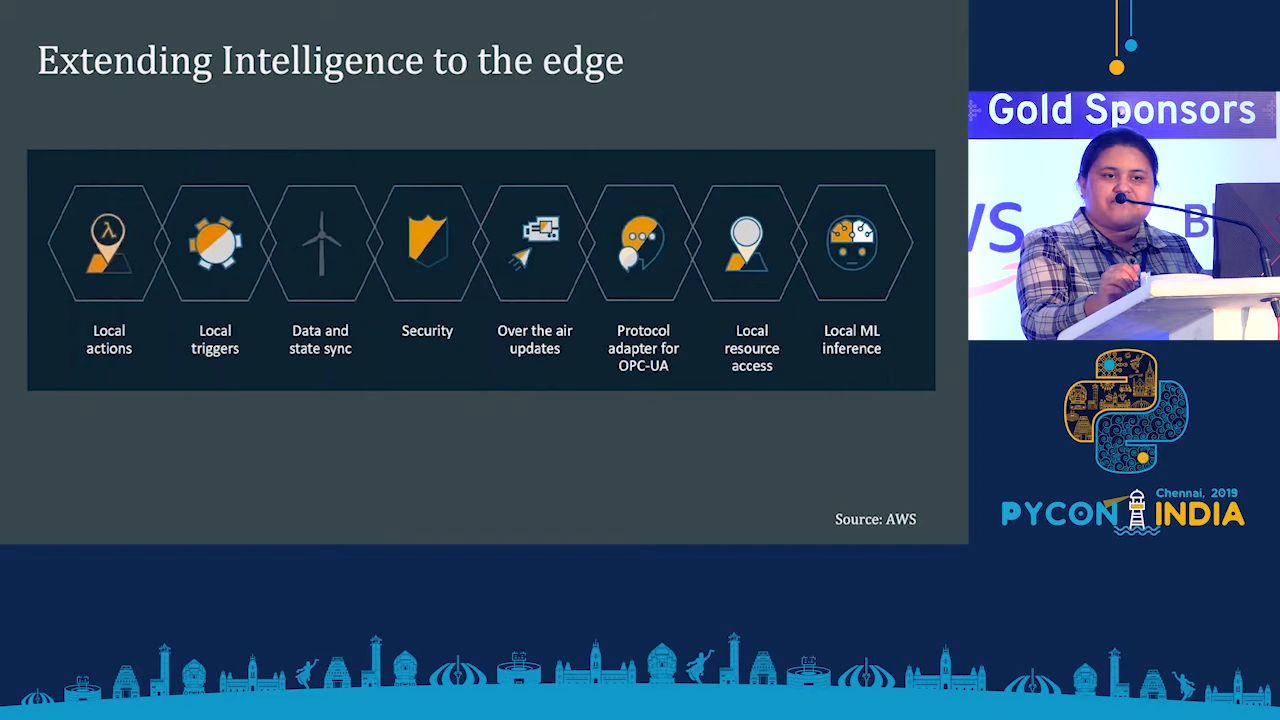 Extending Intelligence to the edge
Local
actions
Local
triggers
Data and
state sync
Security
Over the air
updates
Protocol
adapter for
OPC-UA
Local
resource
access
Local ML
inference
Source: AWS
Gold Sponsors
Chennai, 2019
PYCON INDIA